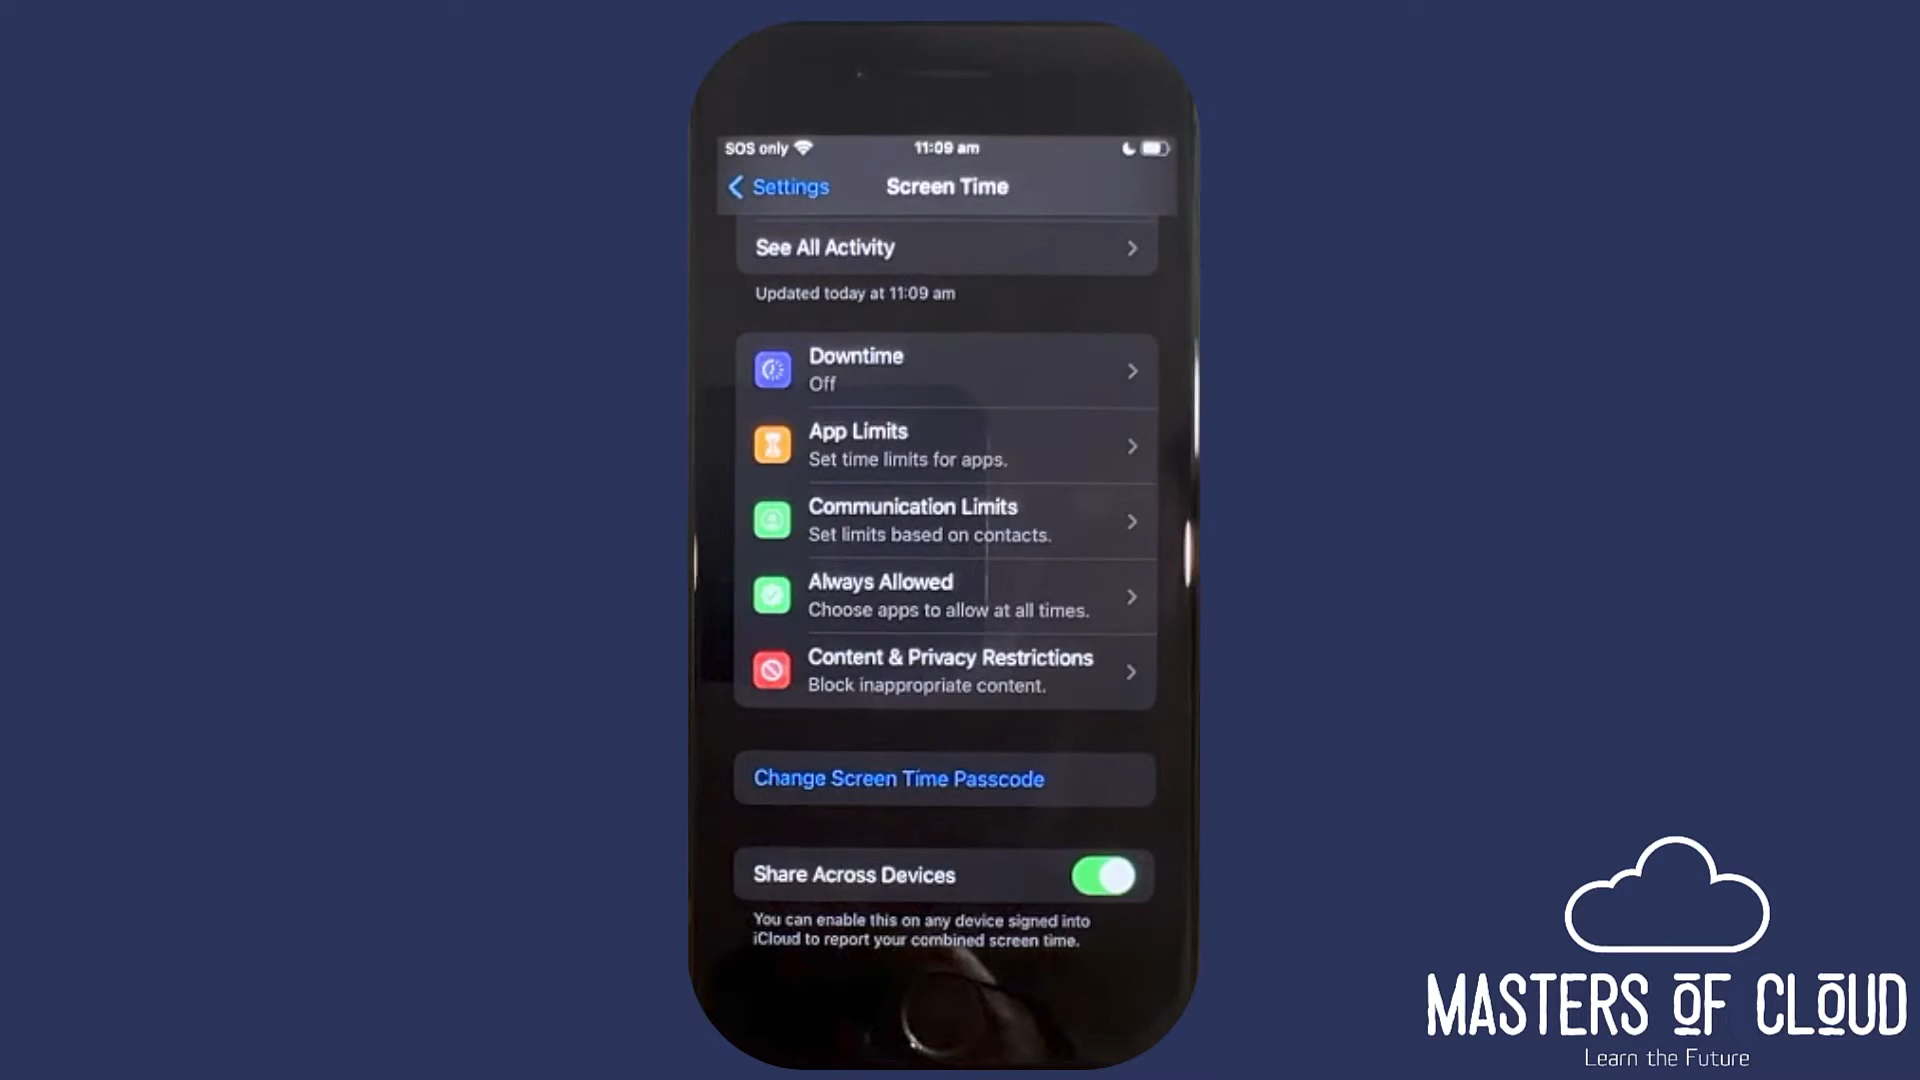 SOS only
11:09 am
Settings
Screen Time
See All Activity
Updated today at 11:09 am
Downtime
Off
App Limits
Set time limits for apps.
Communication Limits
Set limits based on contacts.
Always Allowed
Choose apps to allow at all times.
Content & Privacy Restrictions
Block inappropriate content.
Change Screen Time Passcode
Share Across Devices
You can enable this on any device signed into
iCloud to report your combined screen time.
MASTERS OF CLOUD
Learn the Future